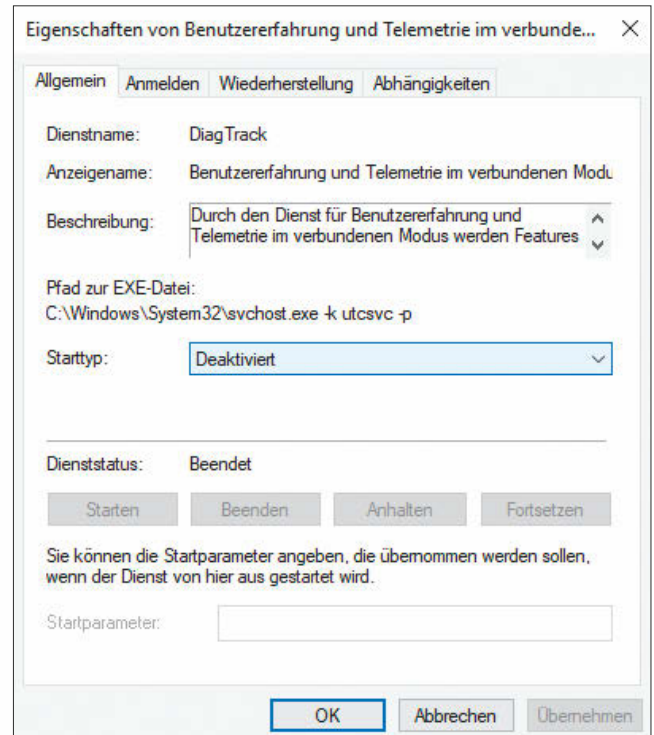 Eigenschaften von Benutzererfahrung und Telemetrie im verbunde...
Allgemein Anmelden Wiederherstellung Abhängigkeiten
Dienstname: DiagTrack
Anzeigename: Benutzererfahrung und Telemetrie im verbundenen Modu
Beschreibung: Durch den Dienst für Benutzererfahrung und
Telemetrie im verbundenen Modus werden Features
Pfad zur EXE-Datei:
C:\Windows\System32\svchost.exe -k utcsvc -p
Starttyp: Deaktiviert
Dienststatus: Beendet
Starten Beenden Anhalten Fortsetzen
Sie können die Startparameter angeben, die übernommen werden sollen,
wenn der Dienst von hier aus gestartet wird.
Startparameter:
OK Abbrechen Übernehmen